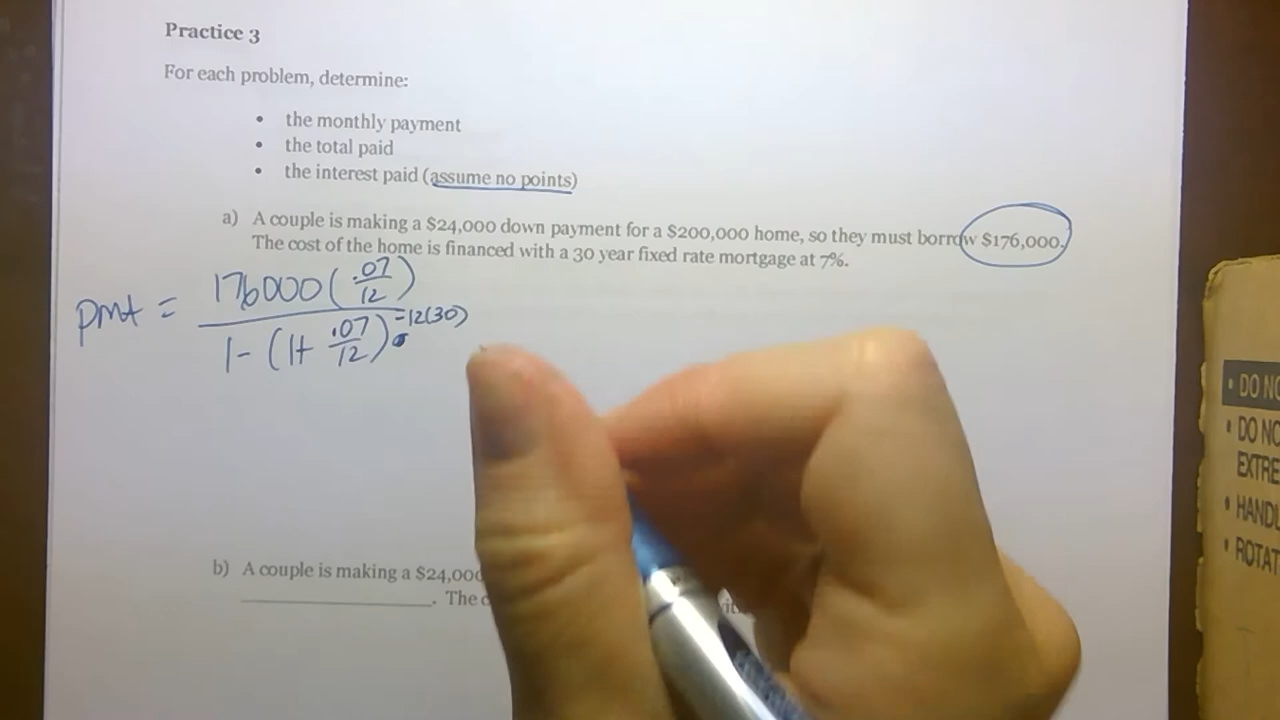 Practice 3
For each problem, determine:
• the monthly payment
• the total paid
• the interest paid (assume no points)
a) A couple is making a $24,000 down payment for a $200,000 home, so they must borrow $176,000.
The cost of the home is financed with a 30 year fixed rate mortgage at 7%.
pmt = 176000 (.07/12)
1 - (1 + .07/12) -12(30)
b) A couple is making a $24,000
. The
• DO NO
• DO NO
EXTRE
• HANDL
• ROTAT